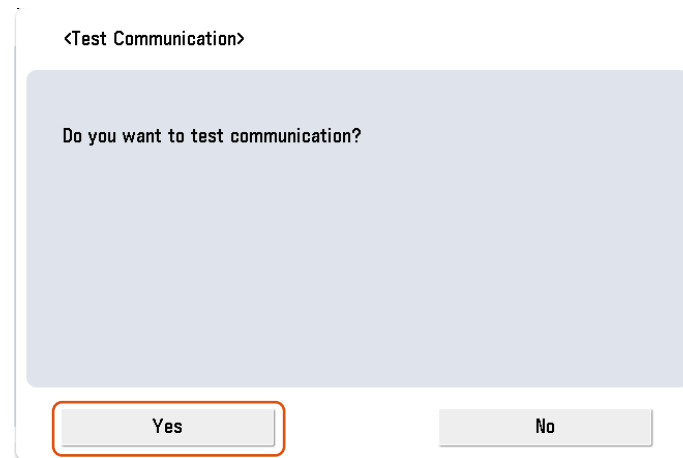 <Test Communication>
Do you want to test communication?
Yes
No